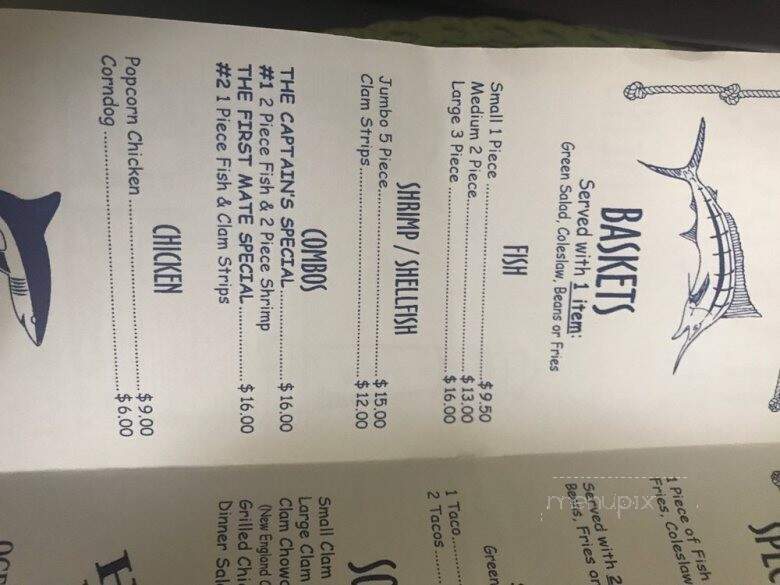 BASKETS
Served with 1 item:
Green Salad, Coleslaw, Beans or Fries
FISH
Small 1 Piece ........ $9.50
Medium 2 Piece ........ $13.00
Large 3 Piece ........ $16.00
SHRIMP / SHELLFISH
Jumbo 5 Piece ........ $15.00
Clam Strips ........ $12.00
COMBOS
THE CAPTAIN'S SPECIAL ........ $16.00
#1 2 Piece Fish & 2 Piece Shrimp
THE FIRST MATE SPECIAL ........ $16.00
#2 1 Piece Fish & Clam Strips
CHICKEN
Popcorn Chicken ........ $9.00
Corndog ........ $6.00
1 Piece of Fish
Fries, Coleslaw
Served with 2
Beans, Fries or
1 Taco ........
2 Tacos ........
Green
Small Clam
Large Clam
Clam Chowd
(New England C
Grilled Chi
Dinner Sal
menupix